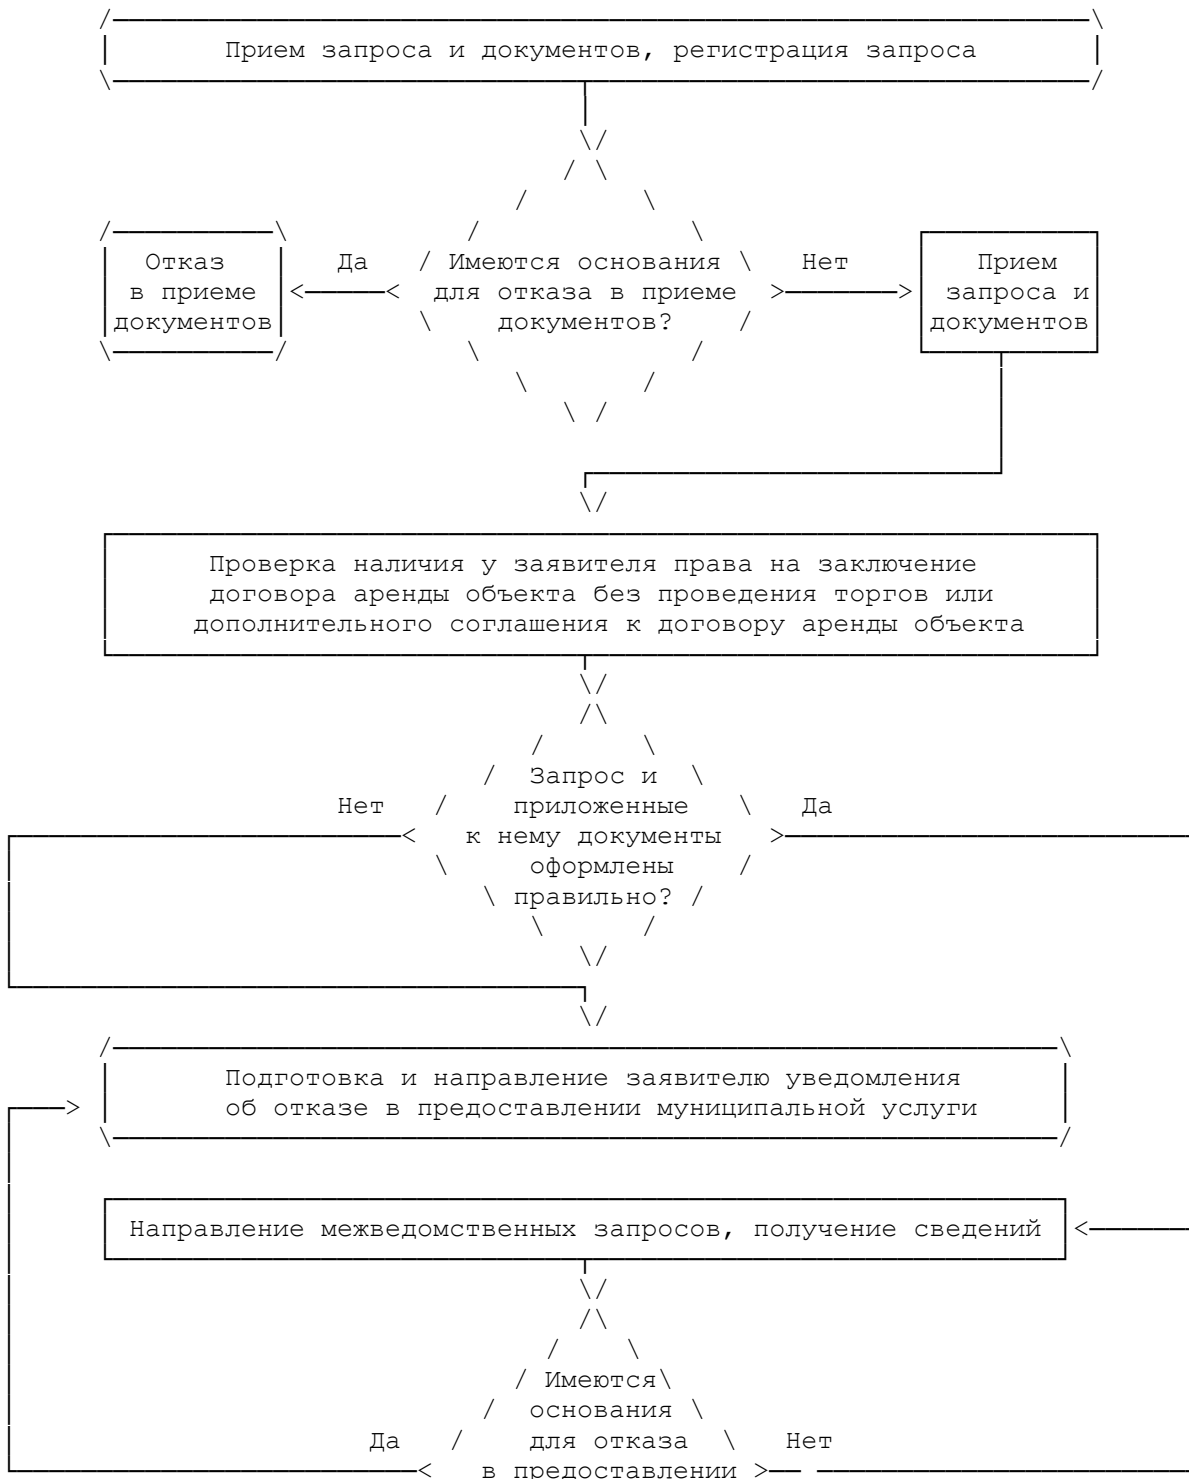 Прием запроса и документов, регистрация запроса
Отказ
в приеме
документов
Да
Имеются основания
для отказа в приеме
документов?
Нет
Прием
запроса и
документов
Проверка наличия у заявителя права на заключение
договора аренды объекта без проведения торгов или
дополнительного соглашения к договору аренды объекта
Нет
Запрос и
приложенные
к нему документы
оформлены
правильно?
Да
Подготовка и направление заявителю уведомления
об отказе в предоставлении муниципальной услуги
Направление межведомственных запросов, получение сведений
Да
Имеются
основания
для отказа
в предоставлении
Нет